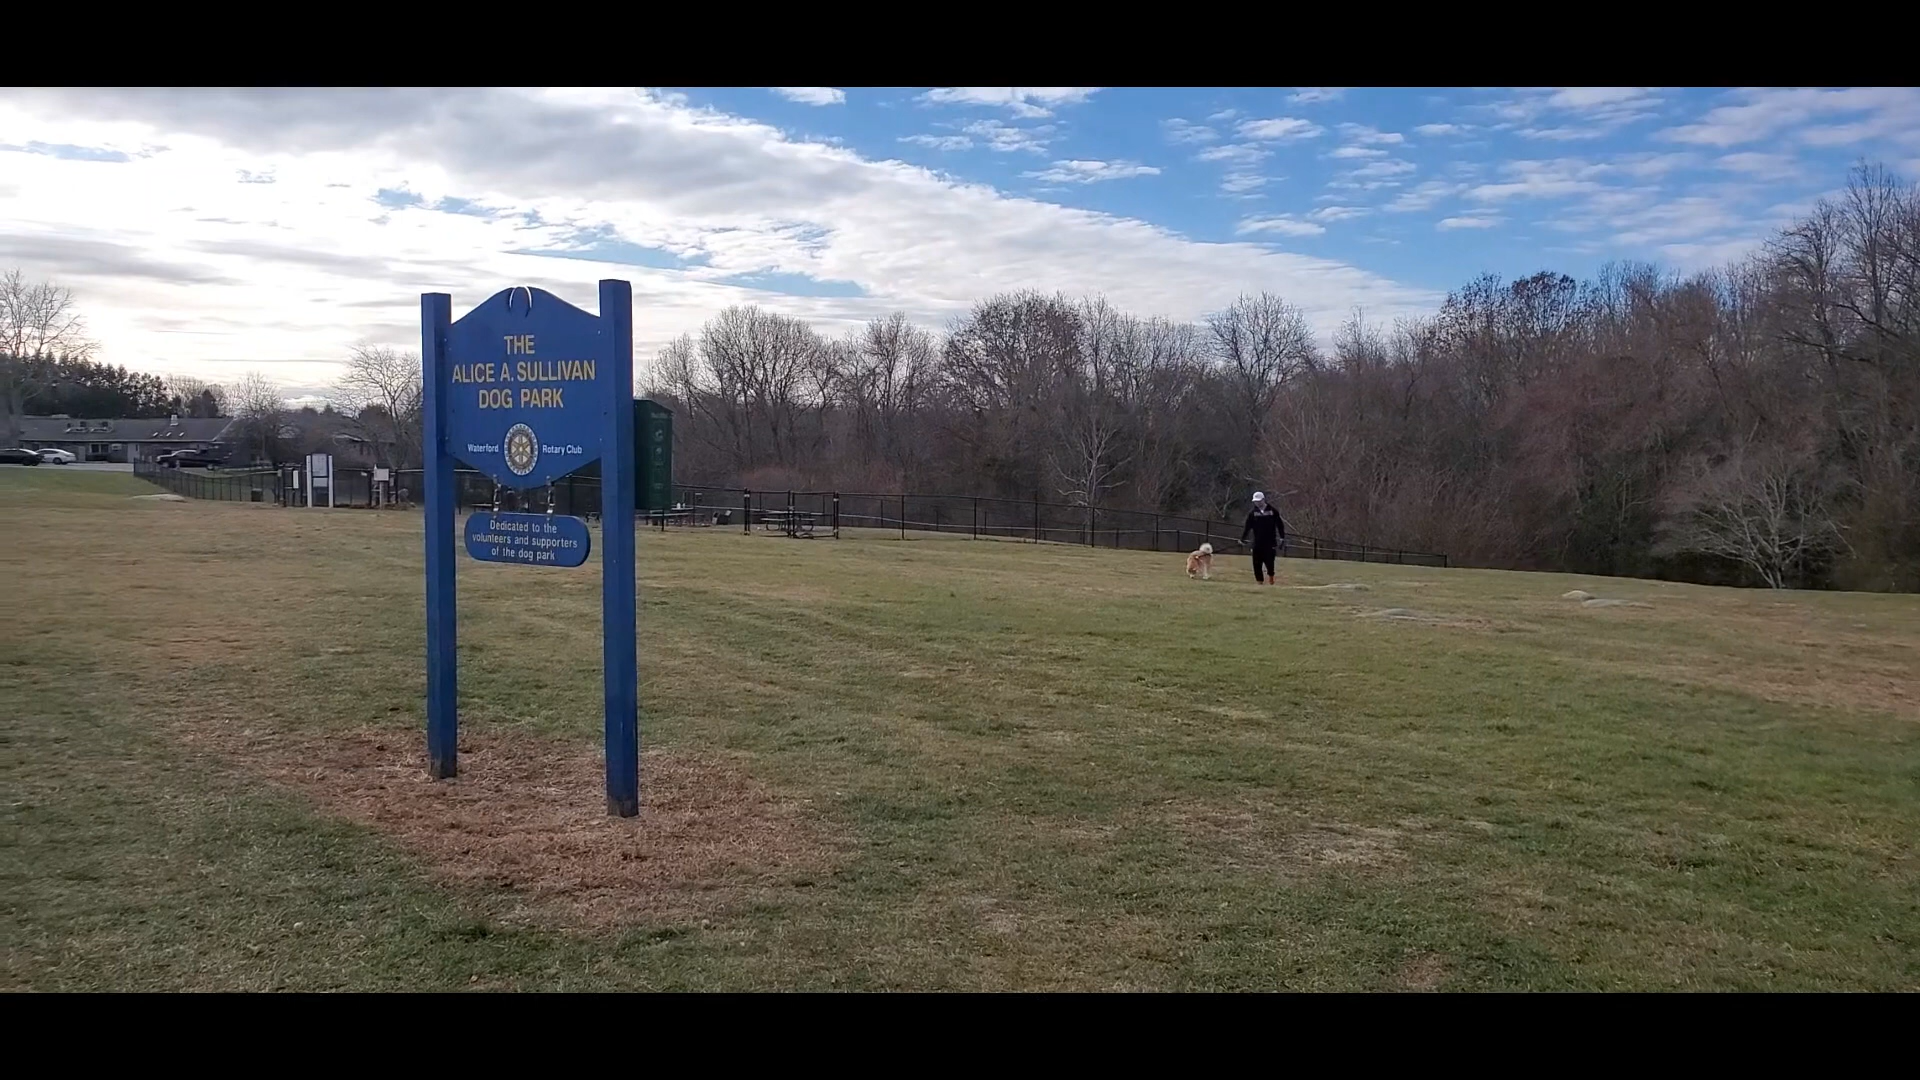 THE
ALICE A. SULLIVAN
DOG PARK
Waterford Rotary Club
Dedicated to the
volunteers and supporters
of the dog park